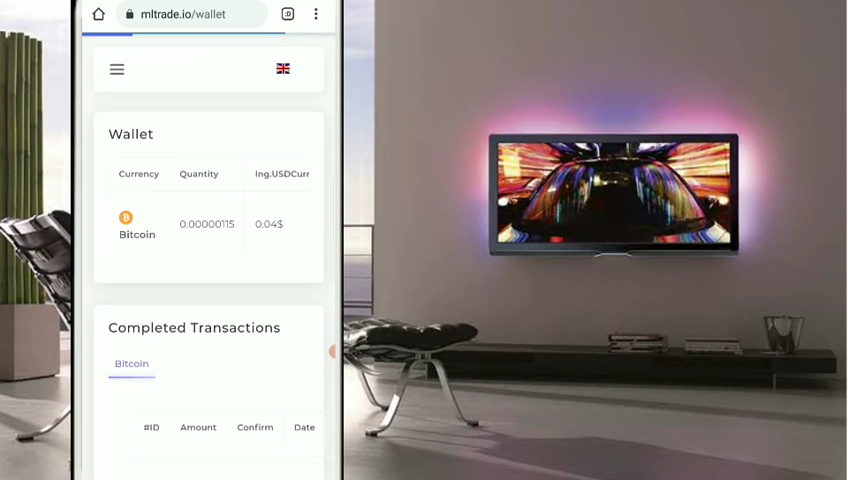 mltrade.io/wallet
:D
Wallet
Currency Quantity Ing.USDCurr
Bitcoin 0.00000115 0.04$
Completed Transactions
Bitcoin
#ID Amount Confirm Date